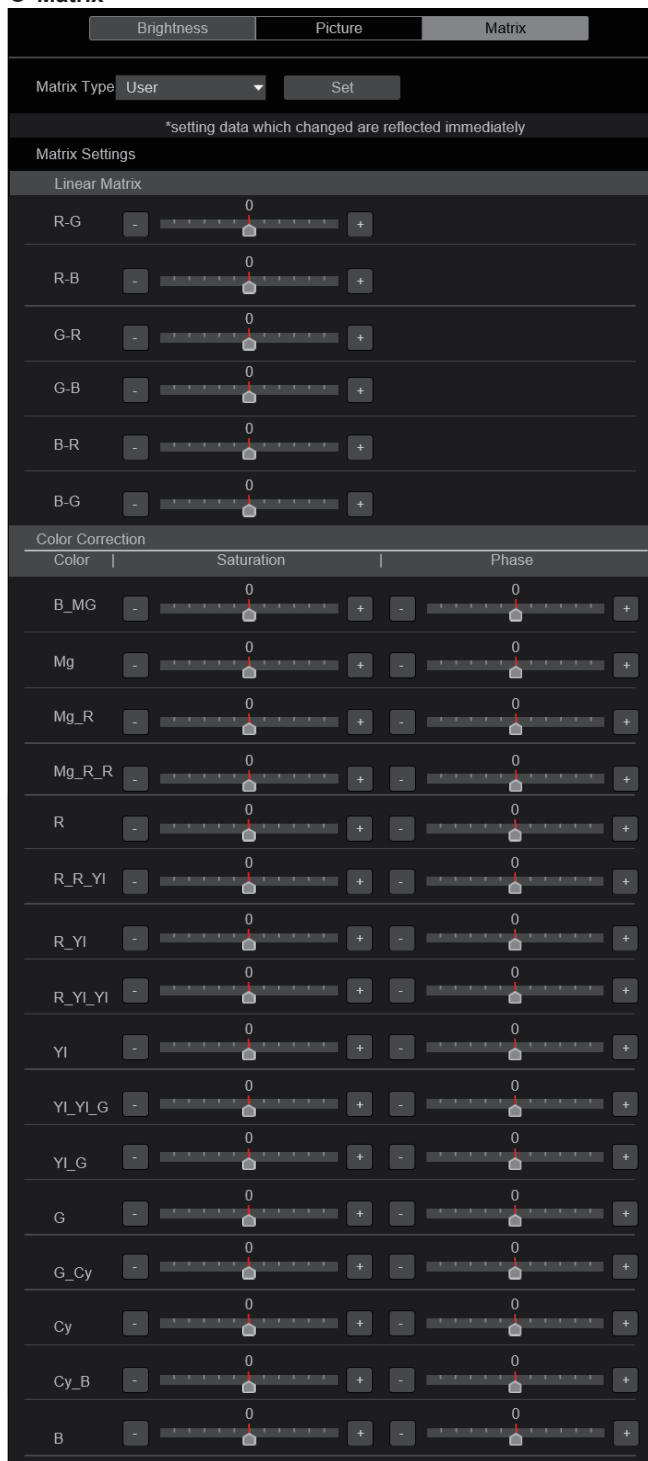 Brightness Picture Matrix
Matrix Type User Set
*setting data which changed are reflected immediately
Matrix Settings
Linear Matrix
0
R-G - +
0
R-B - +
0
G-R - +
0
G-B - +
0
B-R - +
0
B-G - +
Color Correction
Color | Saturation | Phase
0 0
B_MG - + - +
0 0
Mg - + - +
0 0
Mg_R - + - +
0 0
Mg_R_R - + - +
0 0
R - + - +
0 0
R_R_YI - + - +
0 0
R_YI - + - +
0 0
R_YI_YI - + - +
0 0
YI - + - +
0 0
YI_YI_G - + - +
0 0
YI_G - + - +
0 0
G - + - +
0 0
G_Cy - + - +
0 0
Cy - + - +
0 0
Cy_B - + - +
0 0
B - + - +